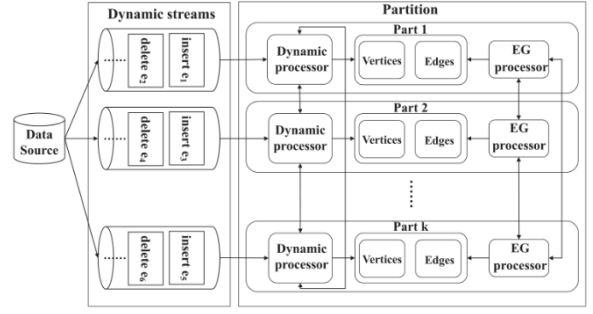 Dynamic streams
Partition
Data
Source
...... delete e2 insert e1
Part 1
Dynamic
processor
Vertices Edges
EG
processor
...... delete e4 insert e3
Part 2
Dynamic
processor
Vertices Edges
EG
processor
......
...... delete e6 insert e5
Part k
Dynamic
processor
Vertices Edges
EG
processor